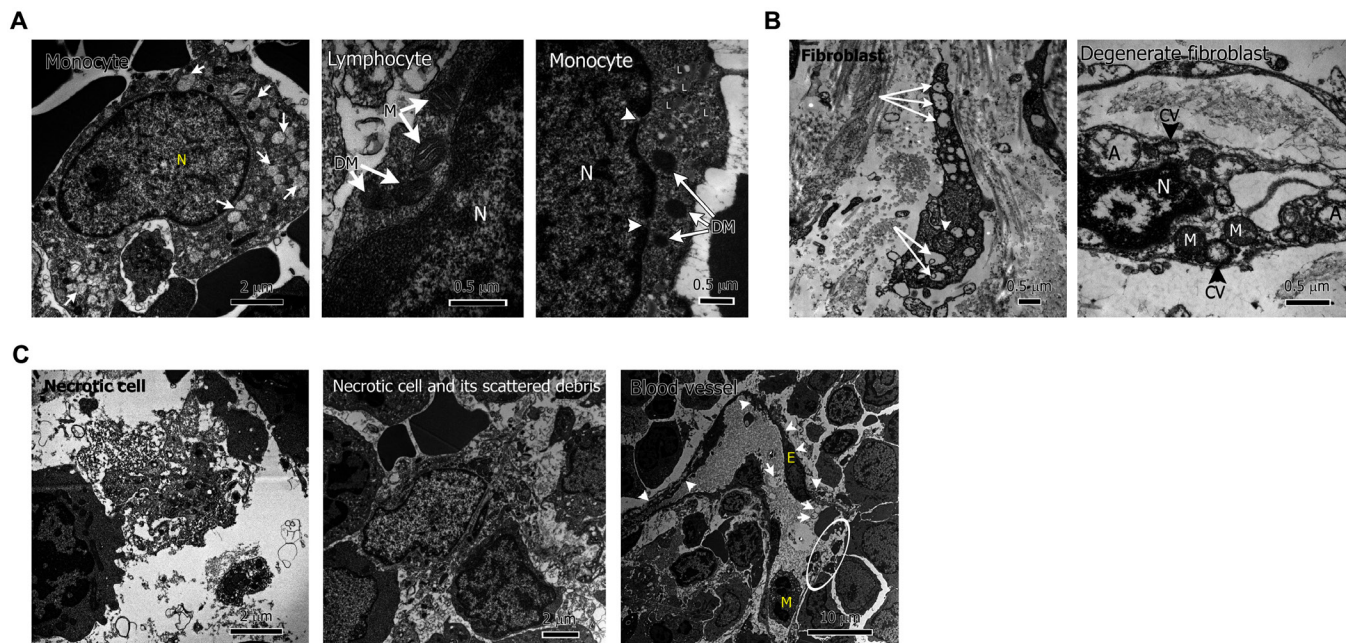 A
B
Monocyte
Lymphocyte
Monocyte
Fibroblast
Degenerate fibroblast
N
M
DM
N
2 µm
0.5 µm
L
L
L
L
N
DM
0.5 µm
0.5 µm
CV
A
N
A
M
M
CV
0.5 µm
C
Necrotic cell
Necrotic cell and its scattered debris
Blood vessel
2 µm
2 µm
E
M
10 µm